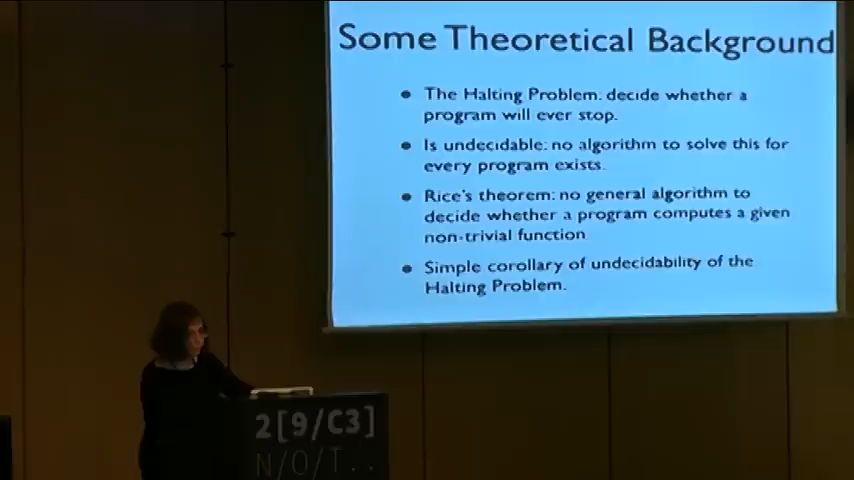 Some Theoretical Background
• The Halting Problem: decide whether a
program will ever stop.
• Is undecidable: no algorithm to solve this for
every program exists.
• Rice's theorem: no general algorithm to
decide whether a program computes a given
non-trivial function
• Simple corollary of undecidability of the
Halting Problem.
2[9/C3]
N/O/T..